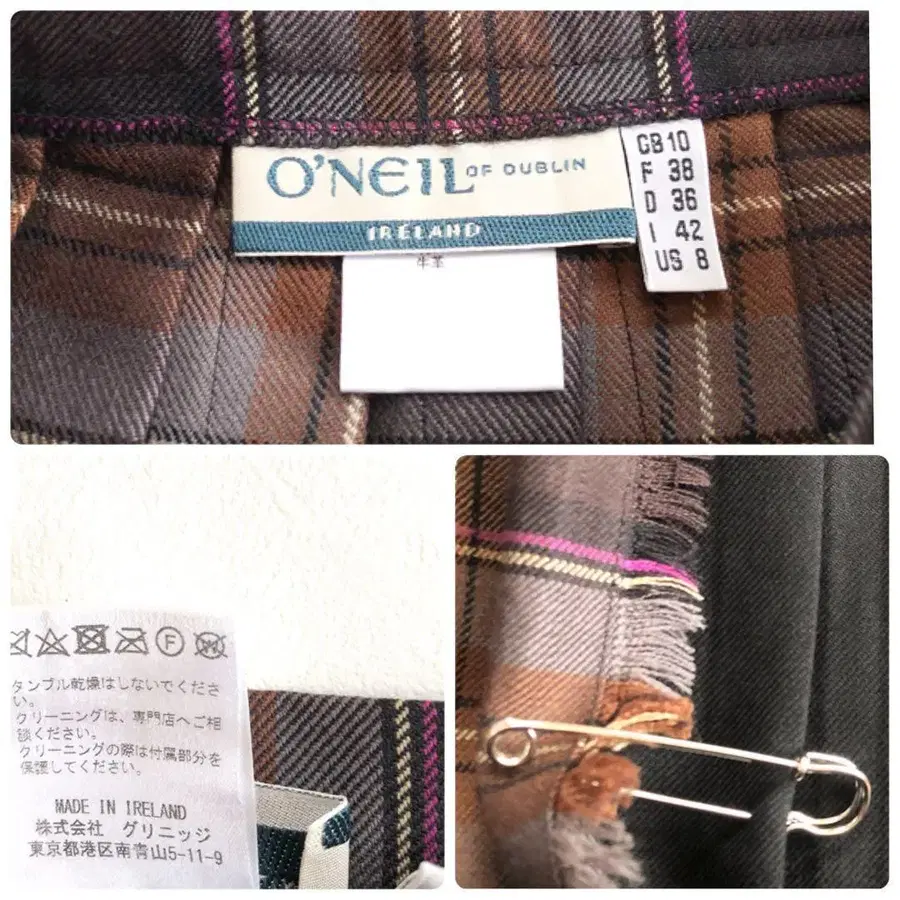 O'NEIL OF DUBLIN
IRELAND
牛革
GB 10
F 38
D 36
I 42
US 8
F
タンブル乾燥はしないでくださ
い。
クリーニングは、専門店へご相
談ください。
クリーニングの際は付属部分を
保護してください。
MADE IN IRELAND
株式会社 グリニッジ
東京都港区南青山5-11-9